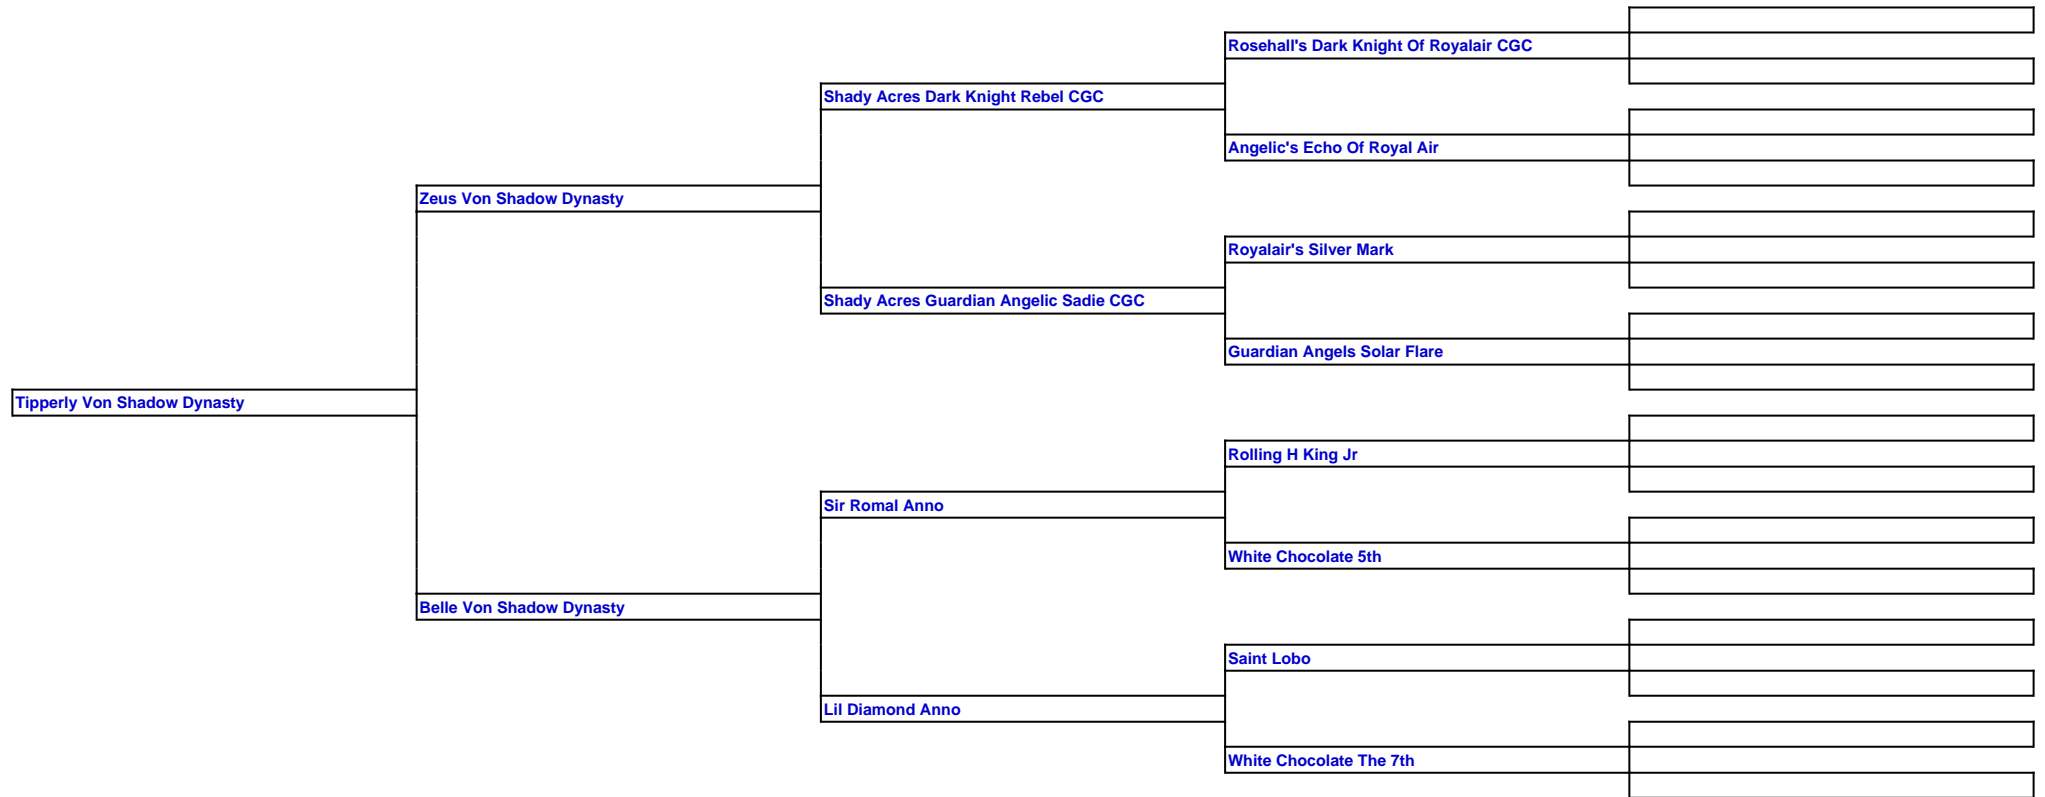 Rosehall's Dark Knight Of Royalair CGC
Shady Acres Dark Knight Rebel CGC
Angelic's Echo Of Royal Air
Zeus Von Shadow Dynasty
Royalair's Silver Mark
Shady Acres Guardian Angelic Sadie CGC
Guardian Angels Solar Flare
Tipperly Von Shadow Dynasty
Rolling H King Jr
Sir Romal Anno
White Chocolate 5th
Belle Von Shadow Dynasty
Saint Lobo
Lil Diamond Anno
White Chocolate The 7th